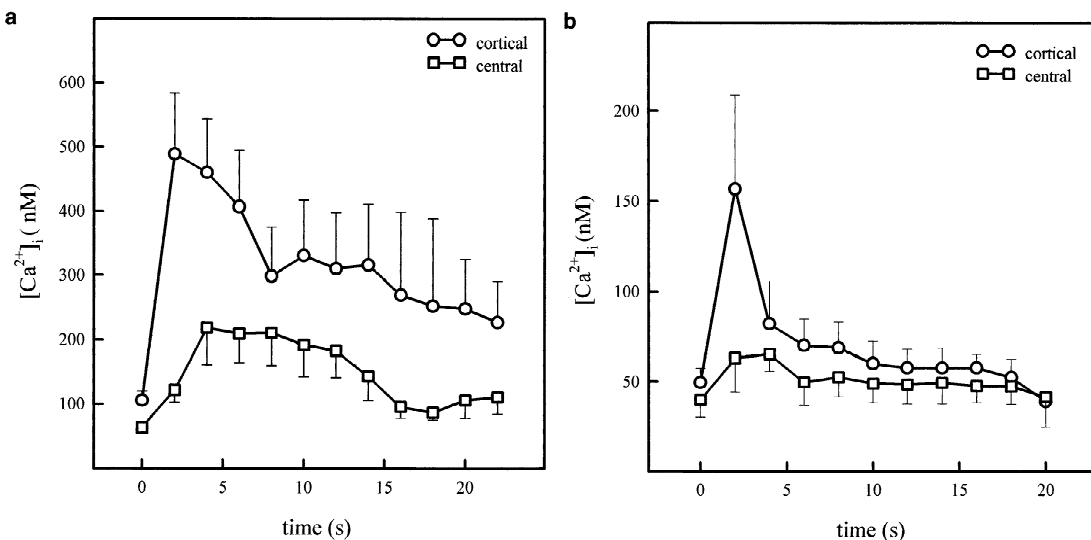 a
cortical
central
600
500
400
300
200
100
[Ca²⁺]ᵢ ( nM)
0 5 10 15 20
time (s)
b
cortical
central
200
150
100
50
[Ca²⁺]ᵢ (nM)
0 5 10 15 20
time (s)